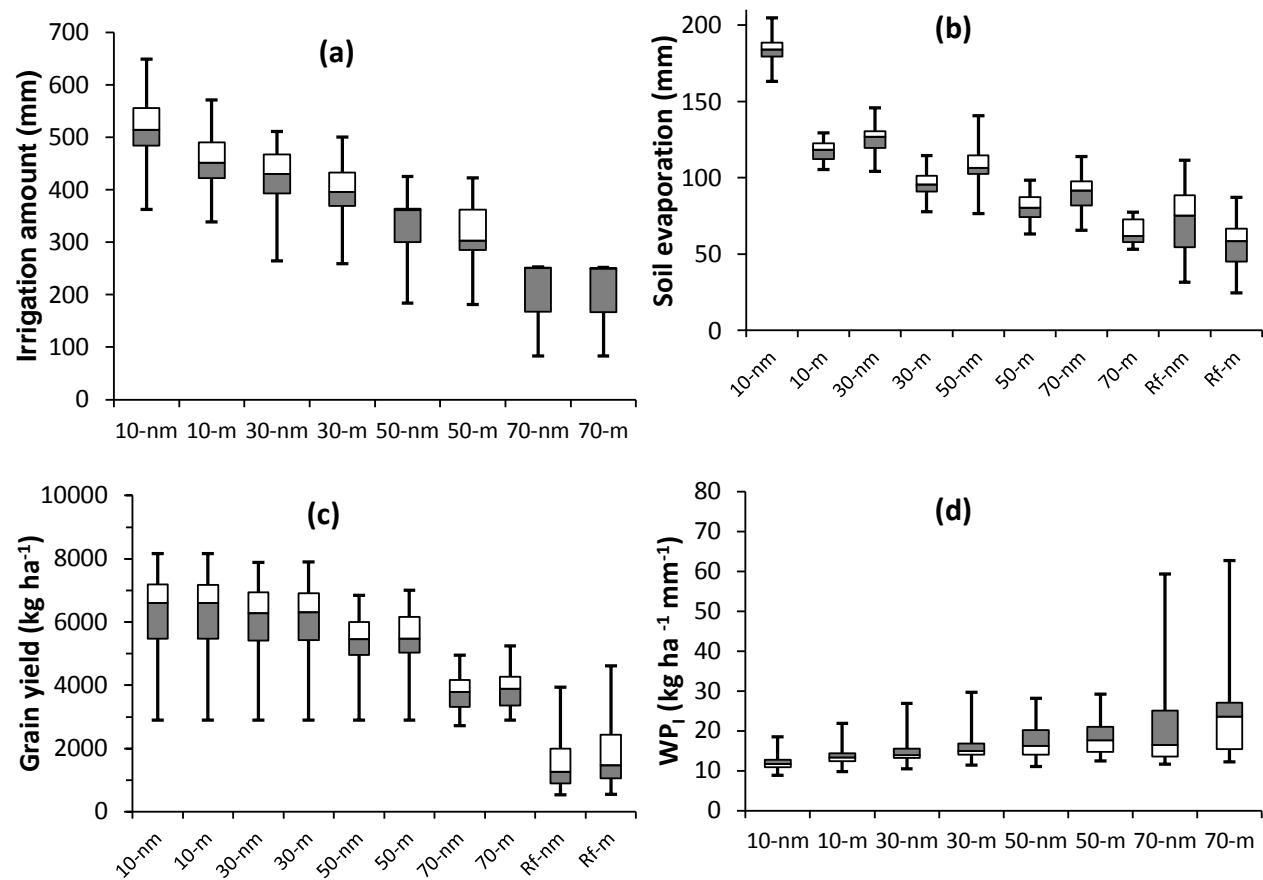 (a)
Irrigation amount (mm)
700
600
500
400
300
200
100
0
10-nm 10-m 30-nm 30-m 50-nm 50-m 70-nm 70-m
(b)
Soil evaporation (mm)
200
150
100
50
0
10-nm 10-m 30-nm 30-m 50-nm 50-m 70-nm 70-m Rf-nm Rf-m
(c)
Grain yield (kg ha⁻¹)
10000
8000
6000
4000
2000
0
10-nm 10-m 30-nm 30-m 50-nm 50-m 70-nm 70-m Rf-nm Rf-m
(d)
WP_I (kg ha ⁻¹ mm⁻¹)
80
70
60
50
40
30
20
10
0
10-nm 10-m 30-nm 30-m 50-nm 50-m 70-nm 70-m